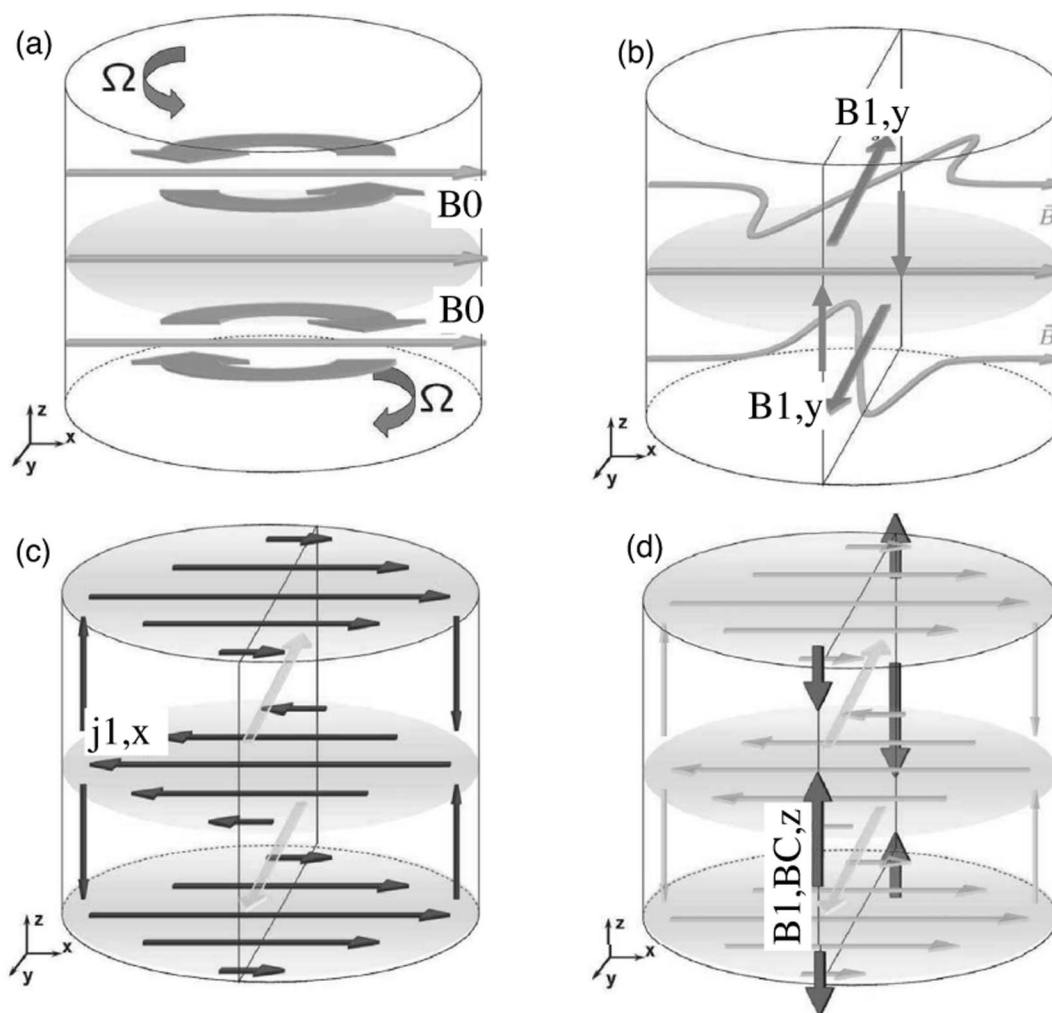 (a)
Ω
B0
B0
Ω
z
x
y
(b)
B1,y
B̄
B̄
B1,y
z
x
y
(c)
j1,x
z
x
y
(d)
B1,BC,z
z
x
y